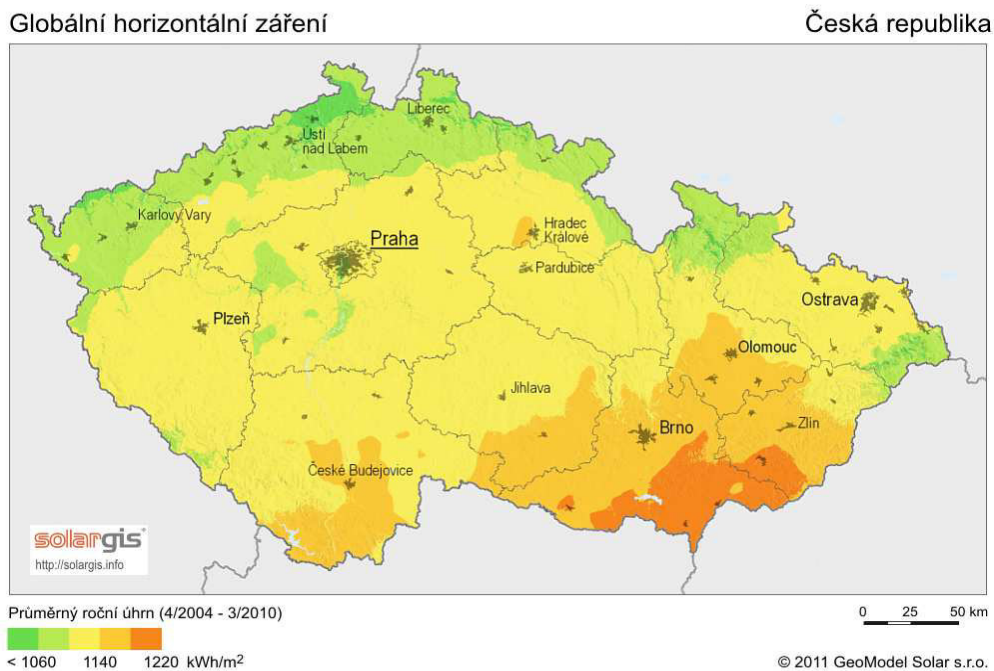 Globální horizontální záření
Česká republika
Liberec
Ústí
nad Labem
Karlovy Vary
Praha
Hradec
Králové
Pardubice
Ostrava
Plzeň
Olomouc
Jihlava
Brno
Zlín
České Budejovice
solargis
http://solargis.info
Průměrný roční úhrn (4/2004 - 3/2010)
0 25 50 km
< 1060 1140 1220 kWh/m²
© 2011 GeoModel Solar s.r.o.